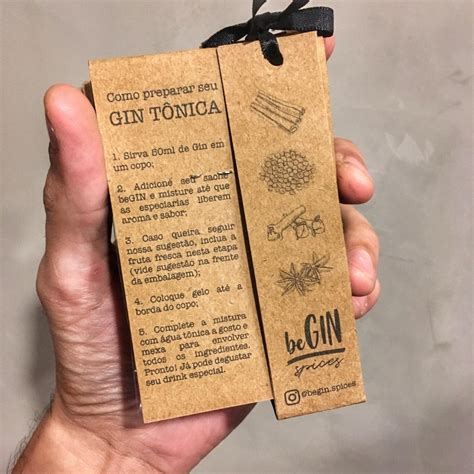 Como preparar seu
GIN TÔNICA
1. Sirva 50ml de Gin em
um copo;
2. Adicione seu sachê
beGIN e misture até que
as especiarias liberem
aroma e sabor;
3. Caso queira seguir
nossa sugestão, inclua a
fruta fresca nesta etapa
(vide sugestão na frente
da embalagem);
4. Coloque gelo até a
borda do copo;
5. Complete a mistura
com água tônica a gosto e
mexa para envolver
todos os ingredientes.
Pronto! Já pode degustar
seu drink especial.
beGIN
spices
@begin.spices